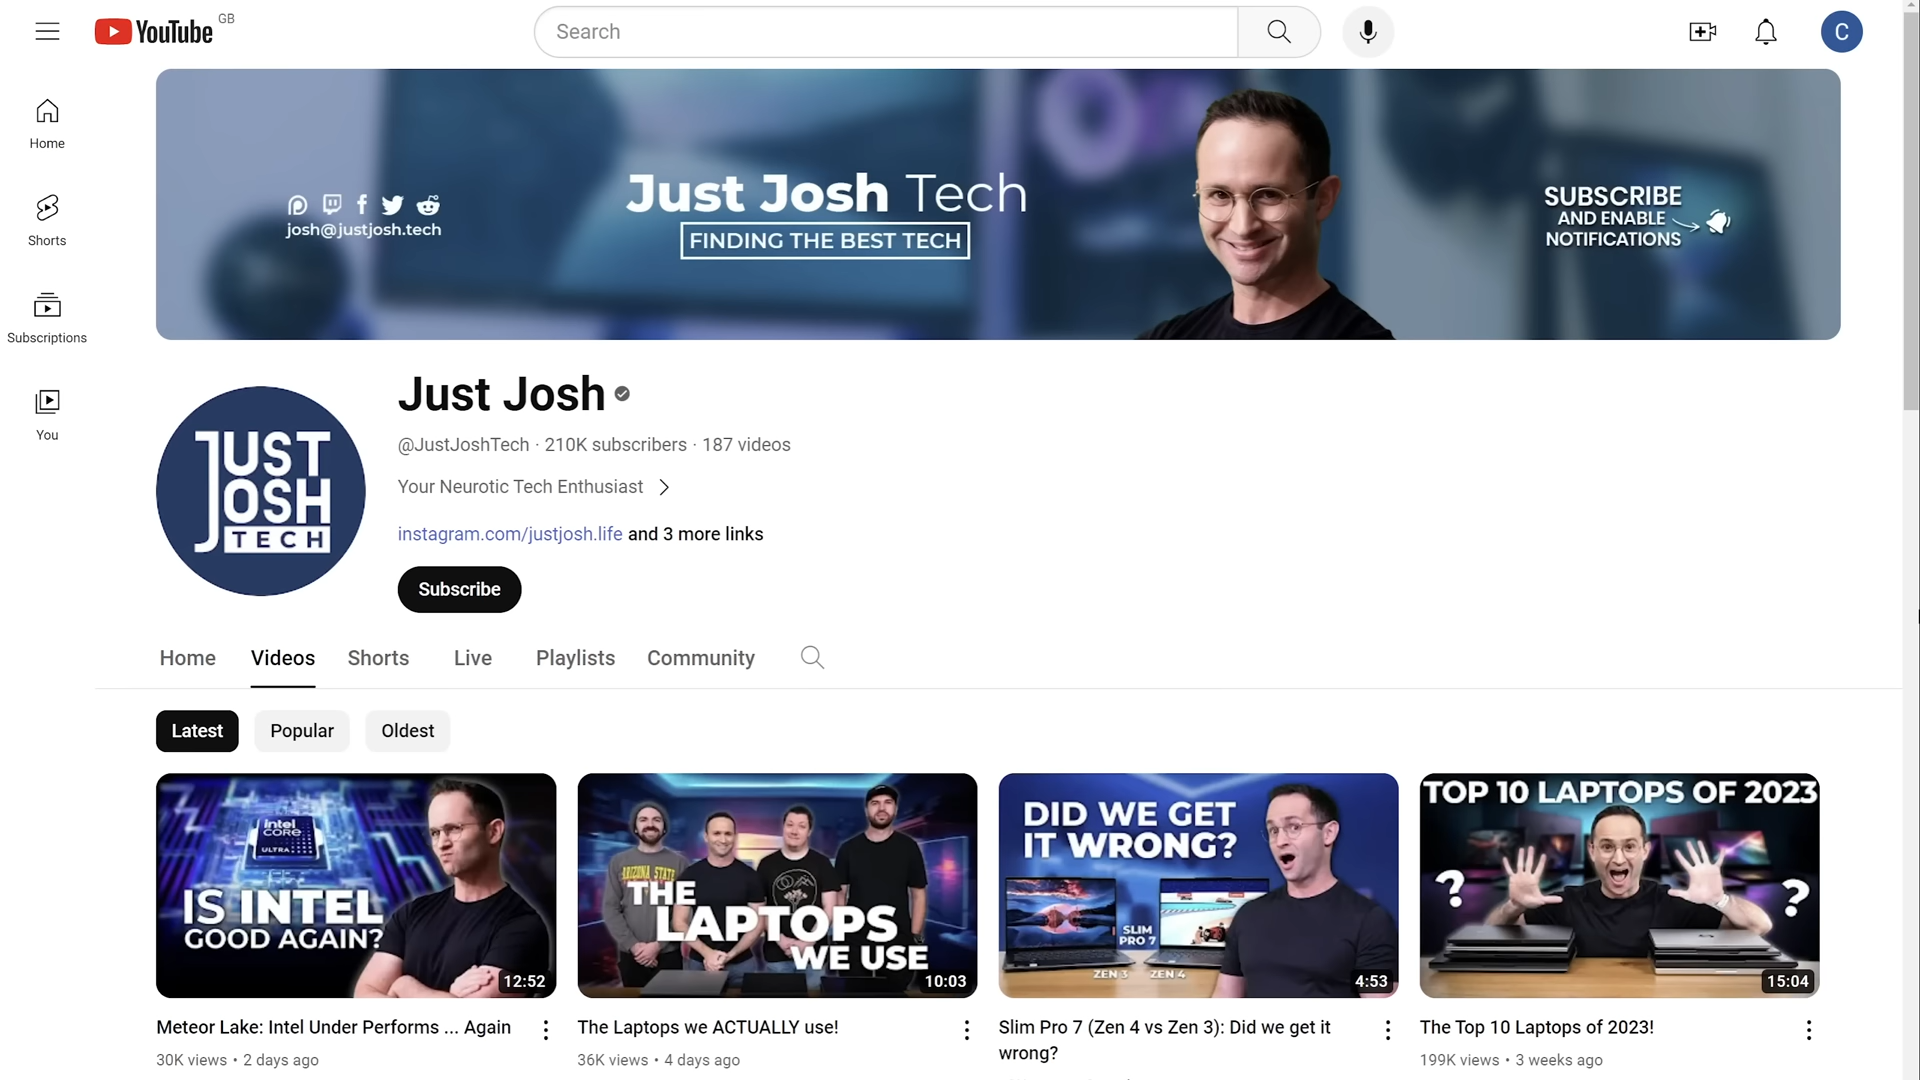 YouTube GB
Search
C
Home
Shorts
Subscriptions
You
josh@justjosh.tech
Just Josh Tech
FINDING THE BEST TECH
SUBSCRIBE
AND ENABLE
NOTIFICATIONS
JUST
JOSH
TECH
Just Josh
@JustJoshTech · 210K subscribers · 187 videos
Your Neurotic Tech Enthusiast
instagram.com/justjosh.life and 3 more links
Subscribe
Home Videos Shorts Live Playlists Community
Latest Popular Oldest
intel
CORE
ULTRA
IS INTEL
GOOD AGAIN?
12:52
ARIZONA STATE
THE
LAPTOPS
WE USE
10:03
DID WE GET
IT WRONG?
SLIM
PRO 7
ZEN 3 ZEN 4
4:53
TOP 10 LAPTOPS OF 2023
? ?
15:04
Meteor Lake: Intel Under Performs ... Again
30K views • 2 days ago
The Laptops we ACTUALLY use!
36K views • 4 days ago
Slim Pro 7 (Zen 4 vs Zen 3): Did we get it
wrong?
The Top 10 Laptops of 2023!
199K views • 3 weeks ago